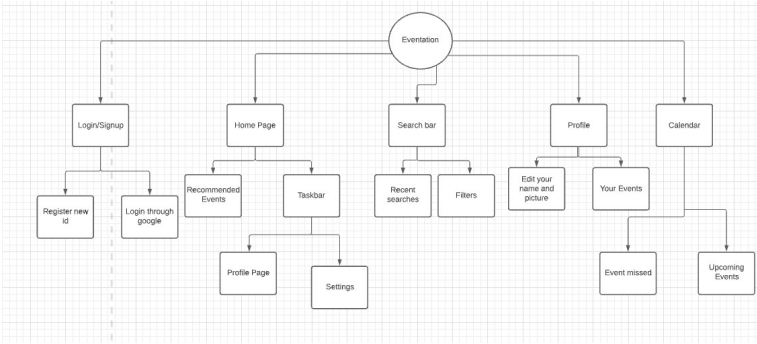 Eventation
Login/Signup
Home Page
Search bar
Profile
Calendar
Recommended
Events
Taskbar
Recent
searches
Filters
Edit your
name and
picture
Your Events
Register new
id
Login through
google
Profile Page
Settings
Event missed
Upcoming
Events